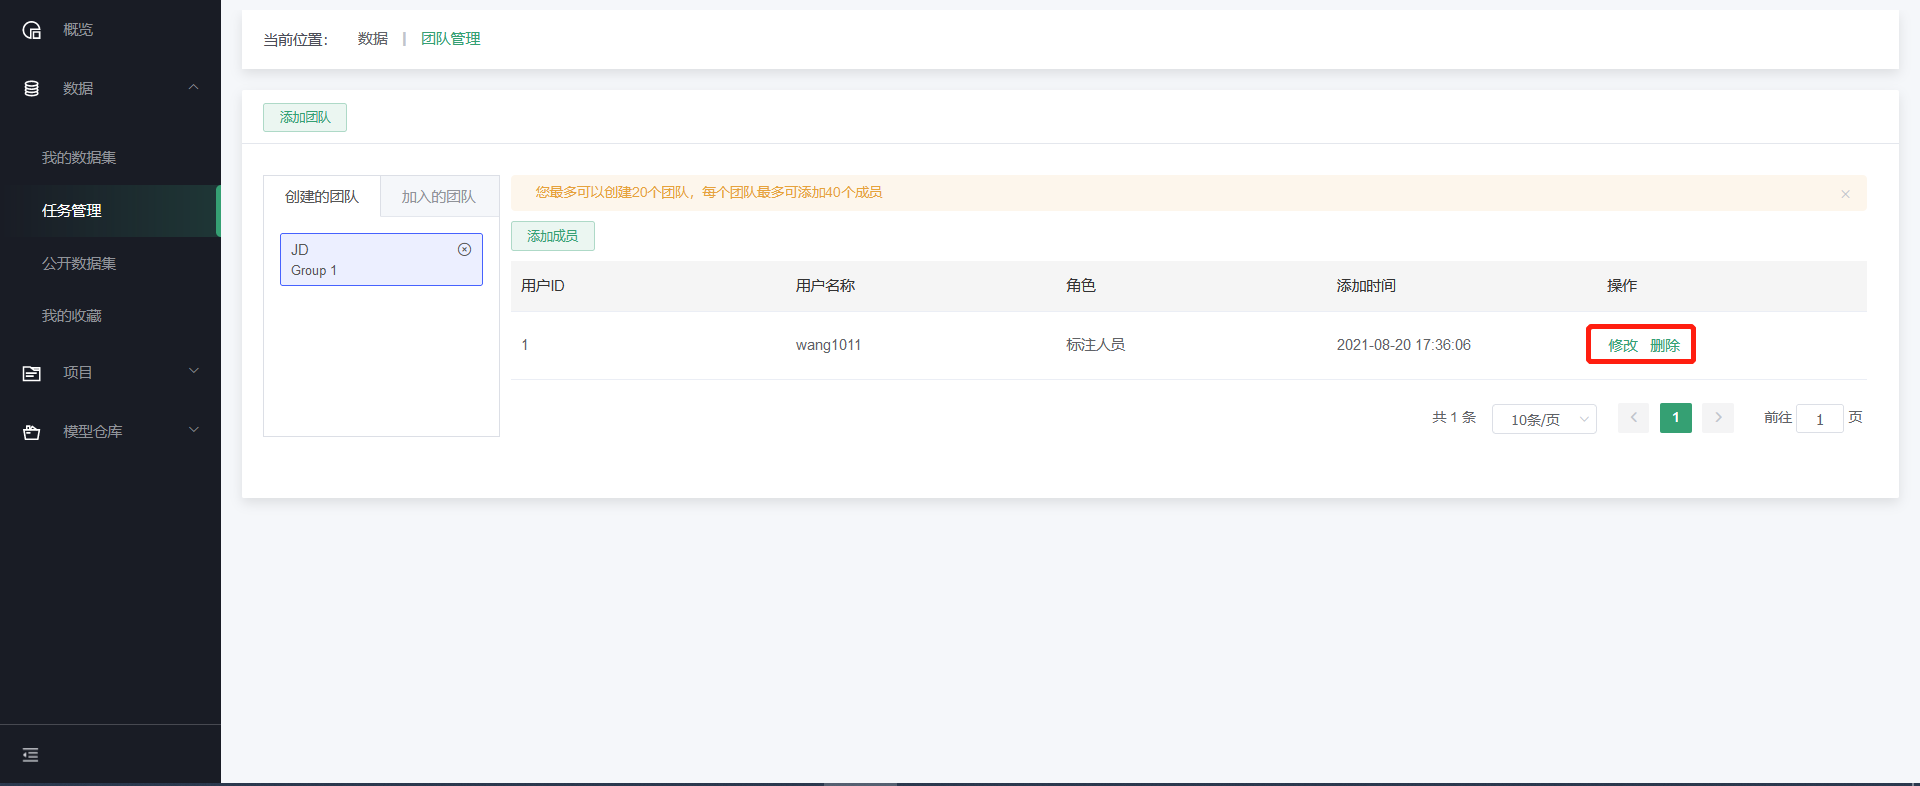 概览
数据
我的数据集
任务管理
公开数据集
我的收藏
项目
模型仓库
当前位置： 数据 | 团队管理
添加团队
创建的团队 加入的团队
JD
Group 1
您最多可以创建20个团队，每个团队最多可添加40个成员
添加成员
用户ID 用户名称 角色 添加时间 操作
1 wang1011 标注人员 2021-08-20 17:36:06 修改 删除
共 1 条 10条/页 1 前往 1 页